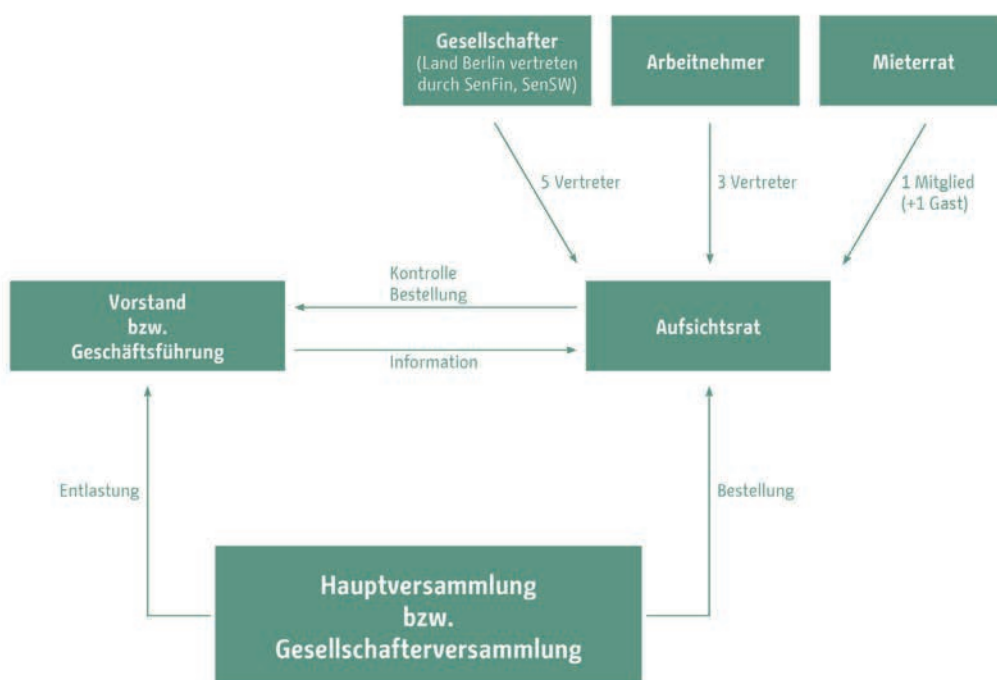 Gesellschafter
(Land Berlin vertreten
durch SenFin, SenSW)
Arbeitnehmer
Mieterrat
5 Vertreter
3 Vertreter
1 Mitglied
(+1 Gast)
Kontrolle
Bestellung
Vorstand
bzw.
Geschäftsführung
Aufsichtsrat
Information
Entlastung
Bestellung
Hauptversammlung
bzw.
Gesellschafterversammlung